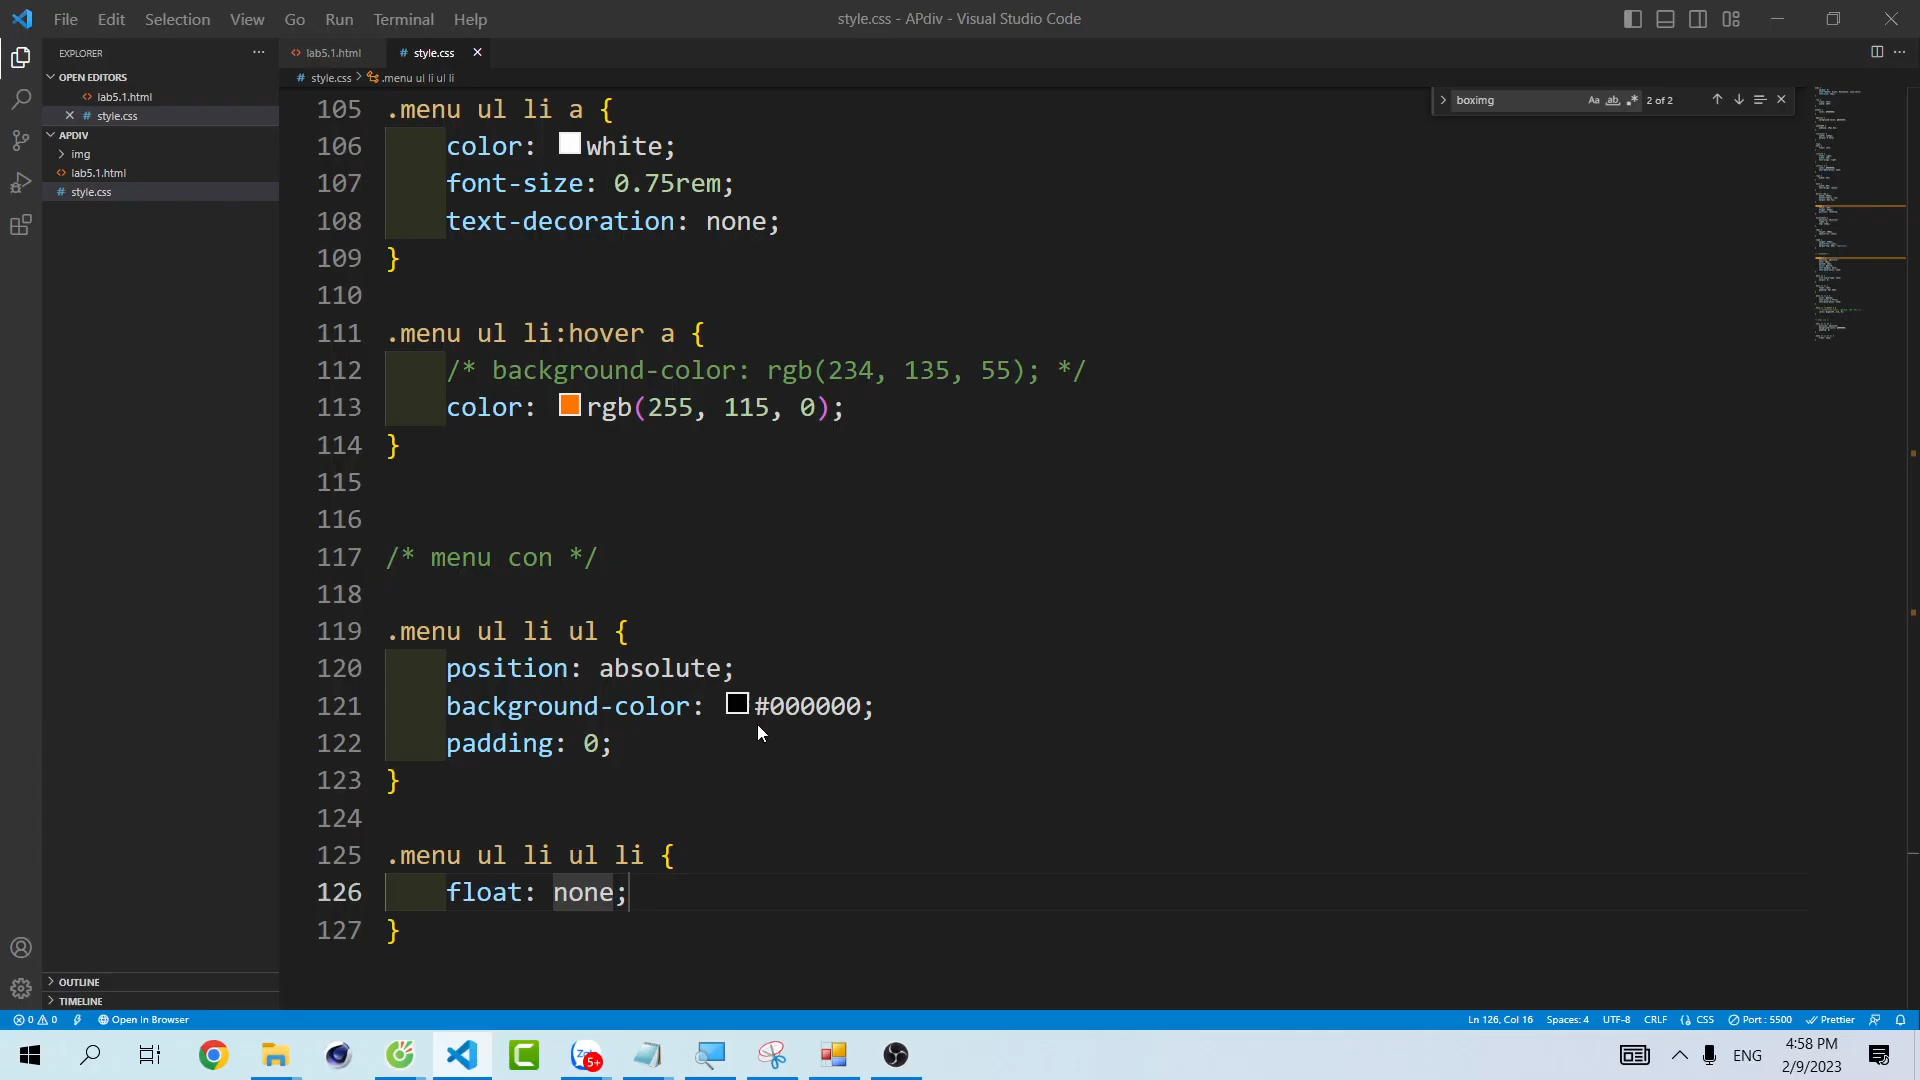 File Edit Selection View Go Run Terminal Help
style.css - APdiv - Visual Studio Code
EXPLORER
OPEN EDITORS
lab5.1.html
style.css
APDIV
img
lab5.1.html
style.css
OUTLINE
TIMELINE
lab5.1.html
style.css
style.css > .menu ul li ul li
boximg
Aa ab 2 of 2
105 .menu ul li a {
106 color: white;
107 font-size: 0.75rem;
108 text-decoration: none;
109 }
110
111 .menu ul li:hover a {
112 /* background-color: rgb(234, 135, 55); */
113 color: rgb(255, 115, 0);
114 }
115
116
117 /* menu con */
118
119 .menu ul li ul {
120 position: absolute;
121 background-color: #000000;
122 padding: 0;
123 }
124
125 .menu ul li ul li {
126 float: none;
127 }
0 0 Open In Browser
Ln 126, Col 16 Spaces: 4 UTF-8 CRLF CSS Port : 5500 Prettier
5+
ENG
4:58 PM
2/9/2023